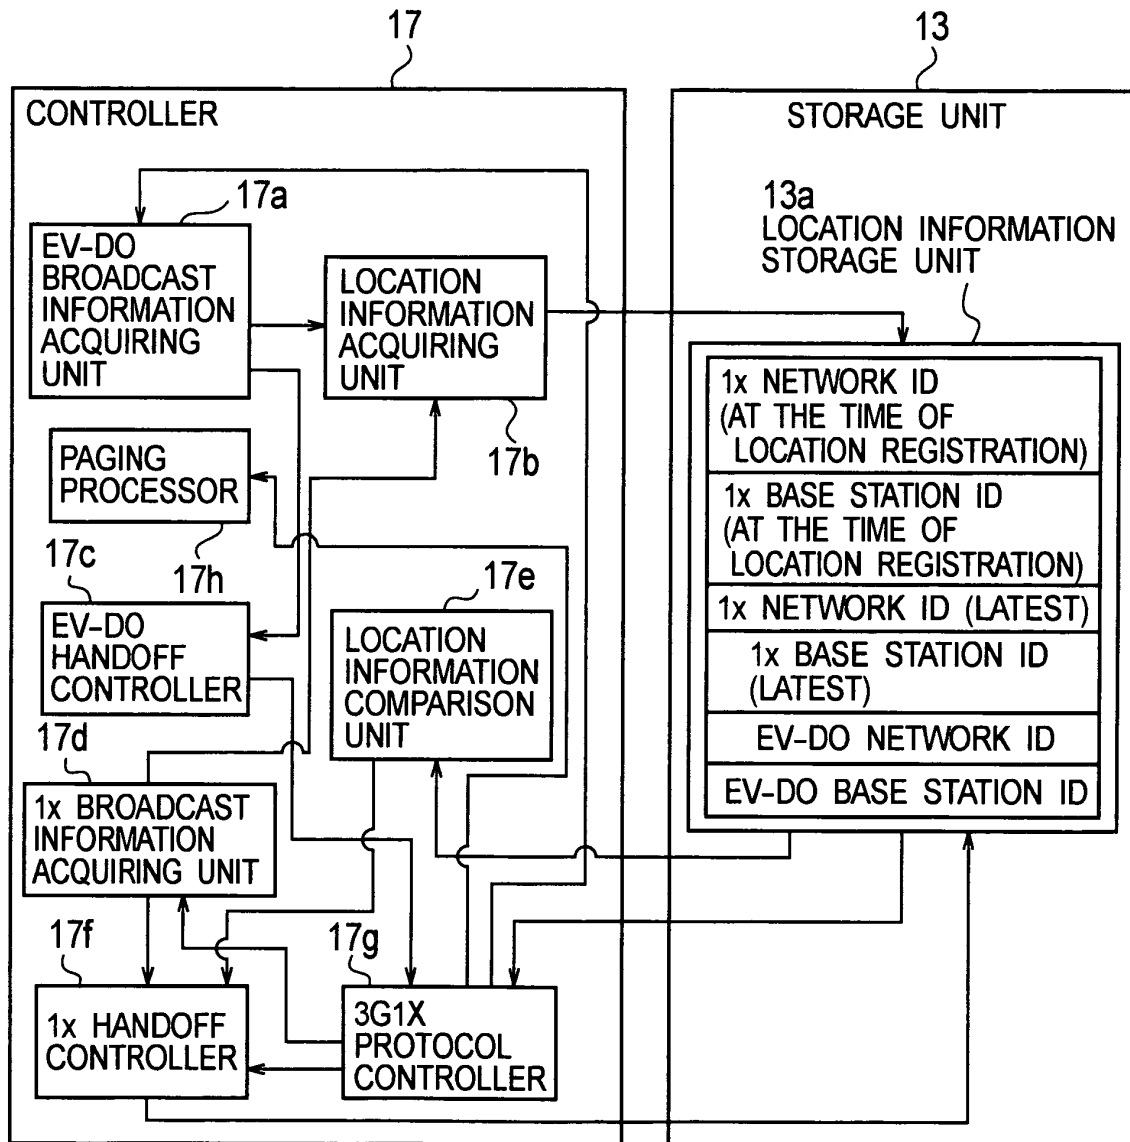 17
13
CONTROLLER
STORAGE UNIT
17a
EV-DO
BROADCAST
INFORMATION
ACQUIRING
UNIT
LOCATION
INFORMATION
ACQUIRING
UNIT
17b
13a
LOCATION INFORMATION
STORAGE UNIT
PAGING
PROCESSOR
17h
17c
EV-DO
HANDOFF
CONTROLLER
17e
LOCATION
INFORMATION
COMPARISON
UNIT
17d
1x BROADCAST
INFORMATION
ACQUIRING UNIT
17f
1x HANDOFF
CONTROLLER
17g
3G1X
PROTOCOL
CONTROLLER
1x NETWORK ID
(AT THE TIME OF
LOCATION REGISTRATION)
1x BASE STATION ID
(AT THE TIME OF
LOCATION REGISTRATION)
1x NETWORK ID (LATEST)
1x BASE STATION ID
(LATEST)
EV-DO NETWORK ID
EV-DO BASE STATION ID